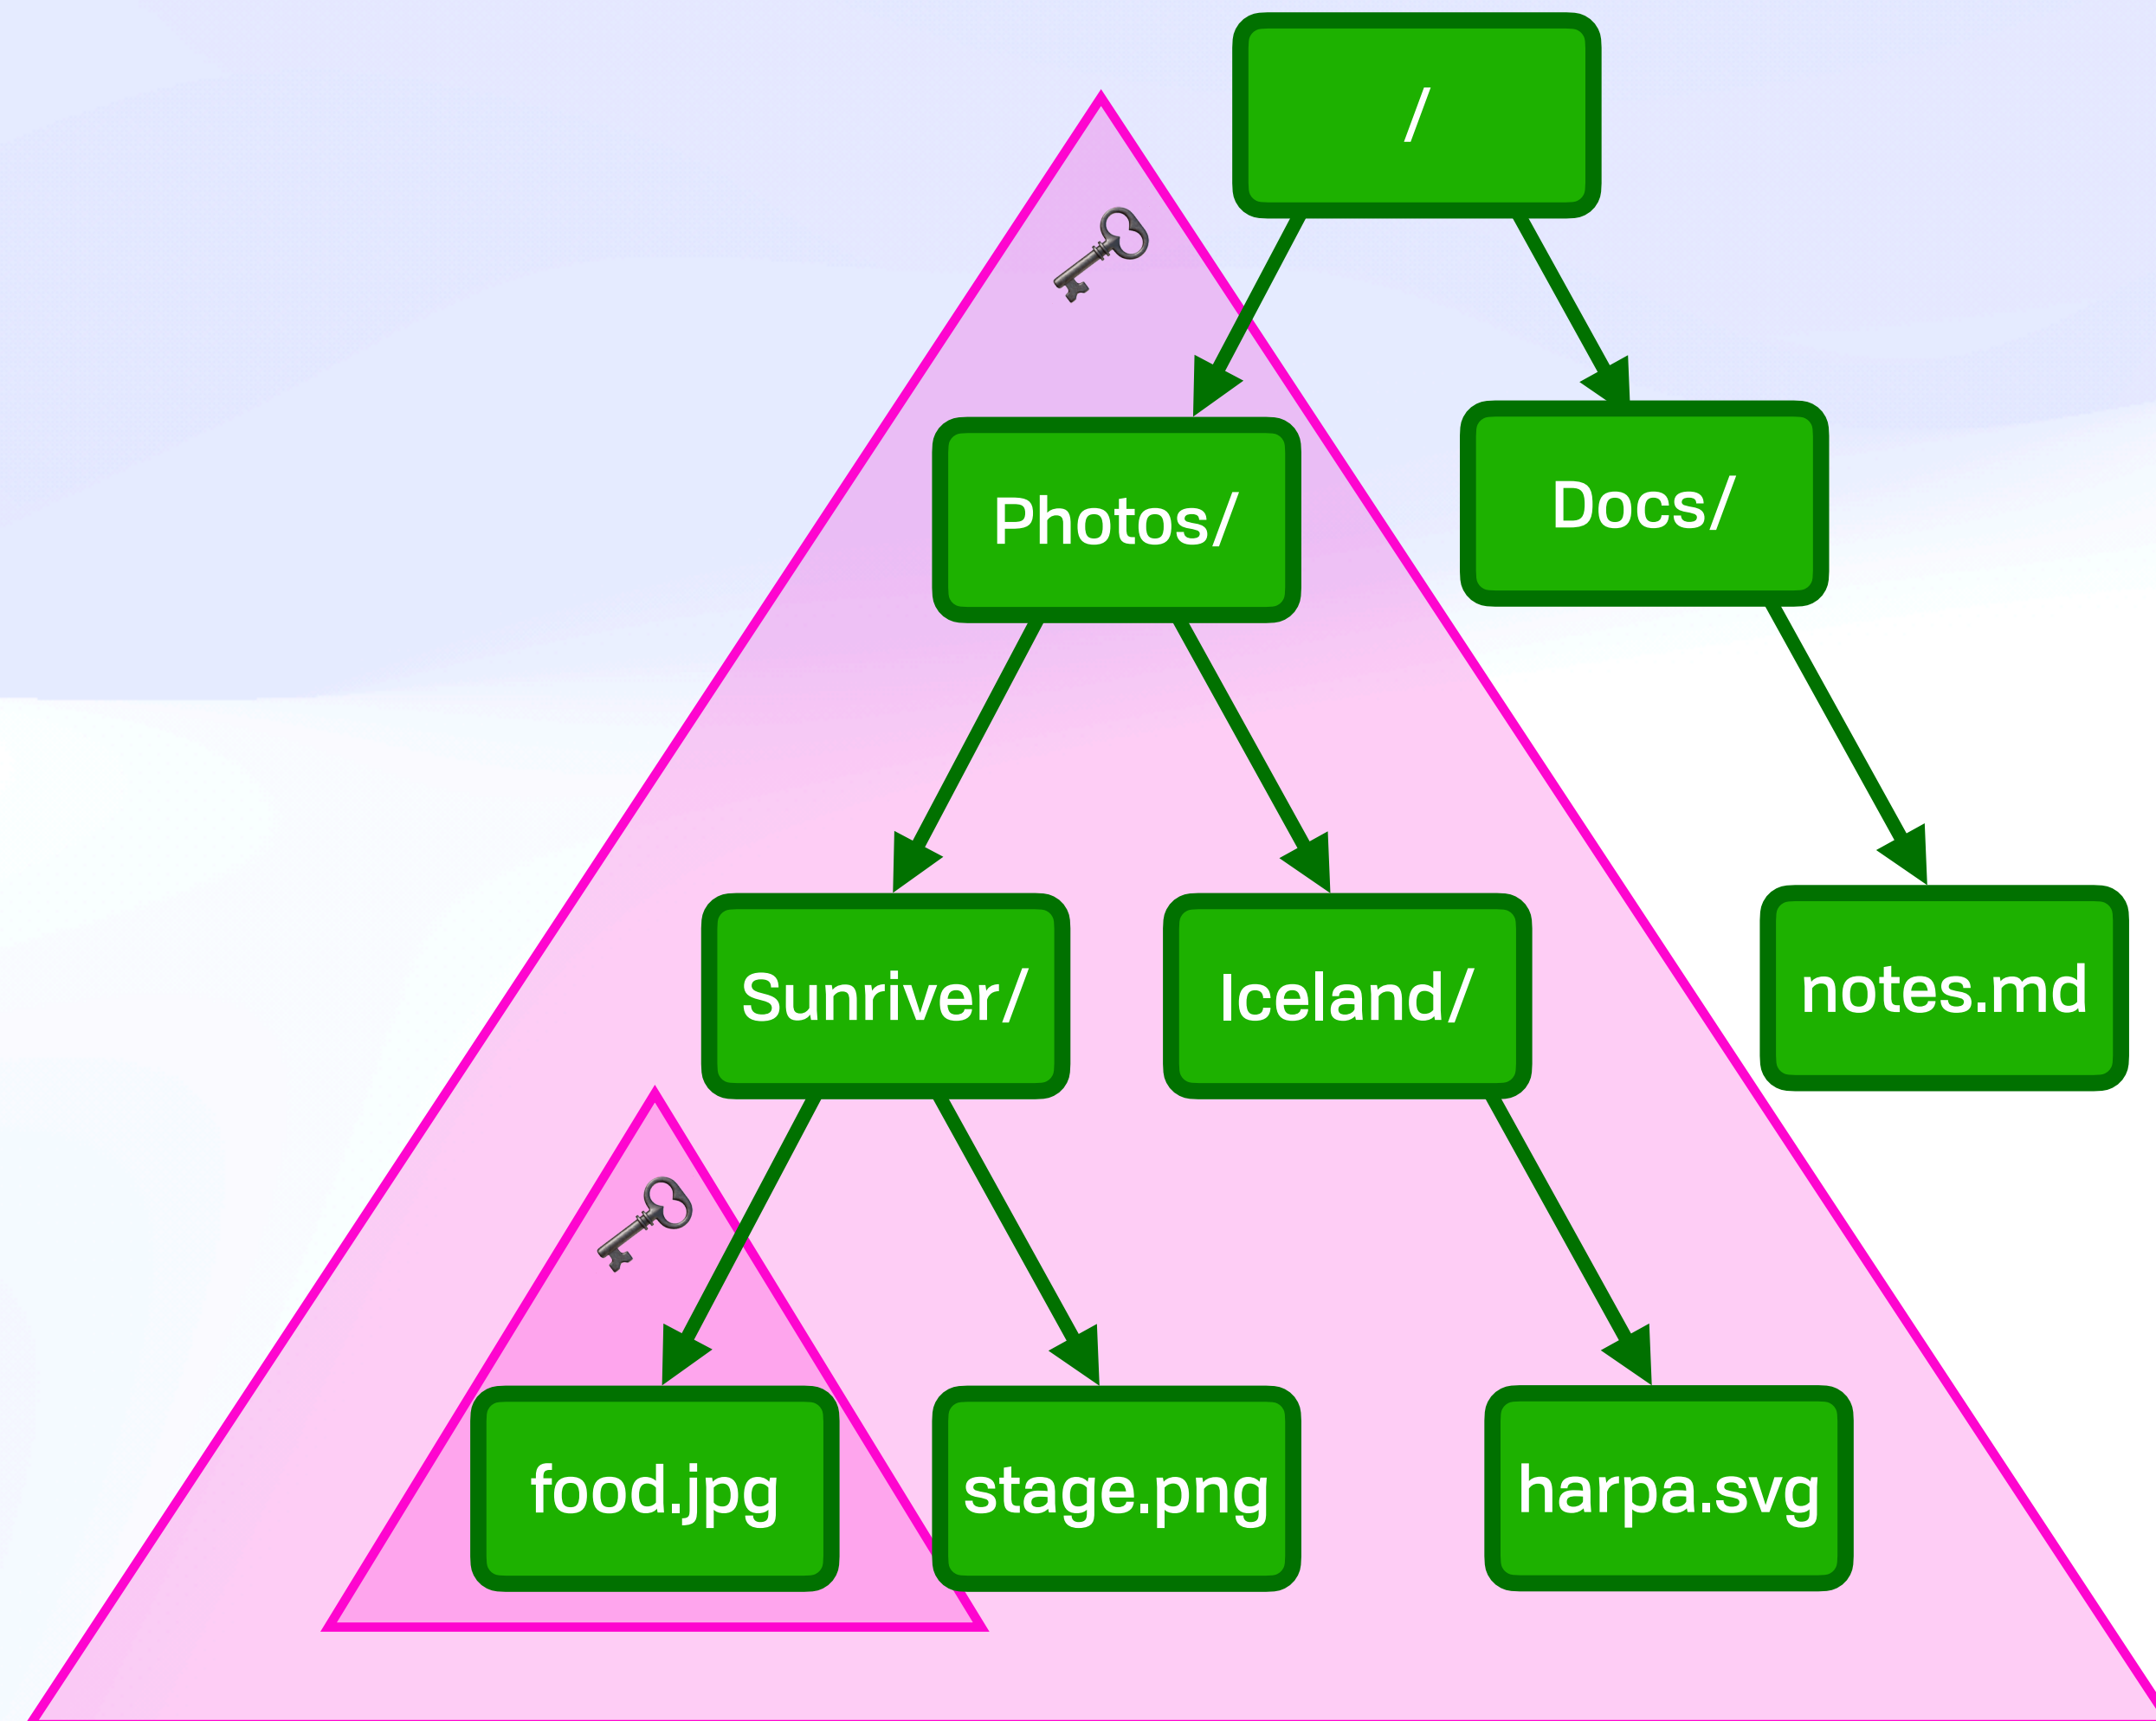 /
Photos/
Docs/
Sunriver/
Iceland/
notes.md
food.jpg
stage.png
harpa.svg